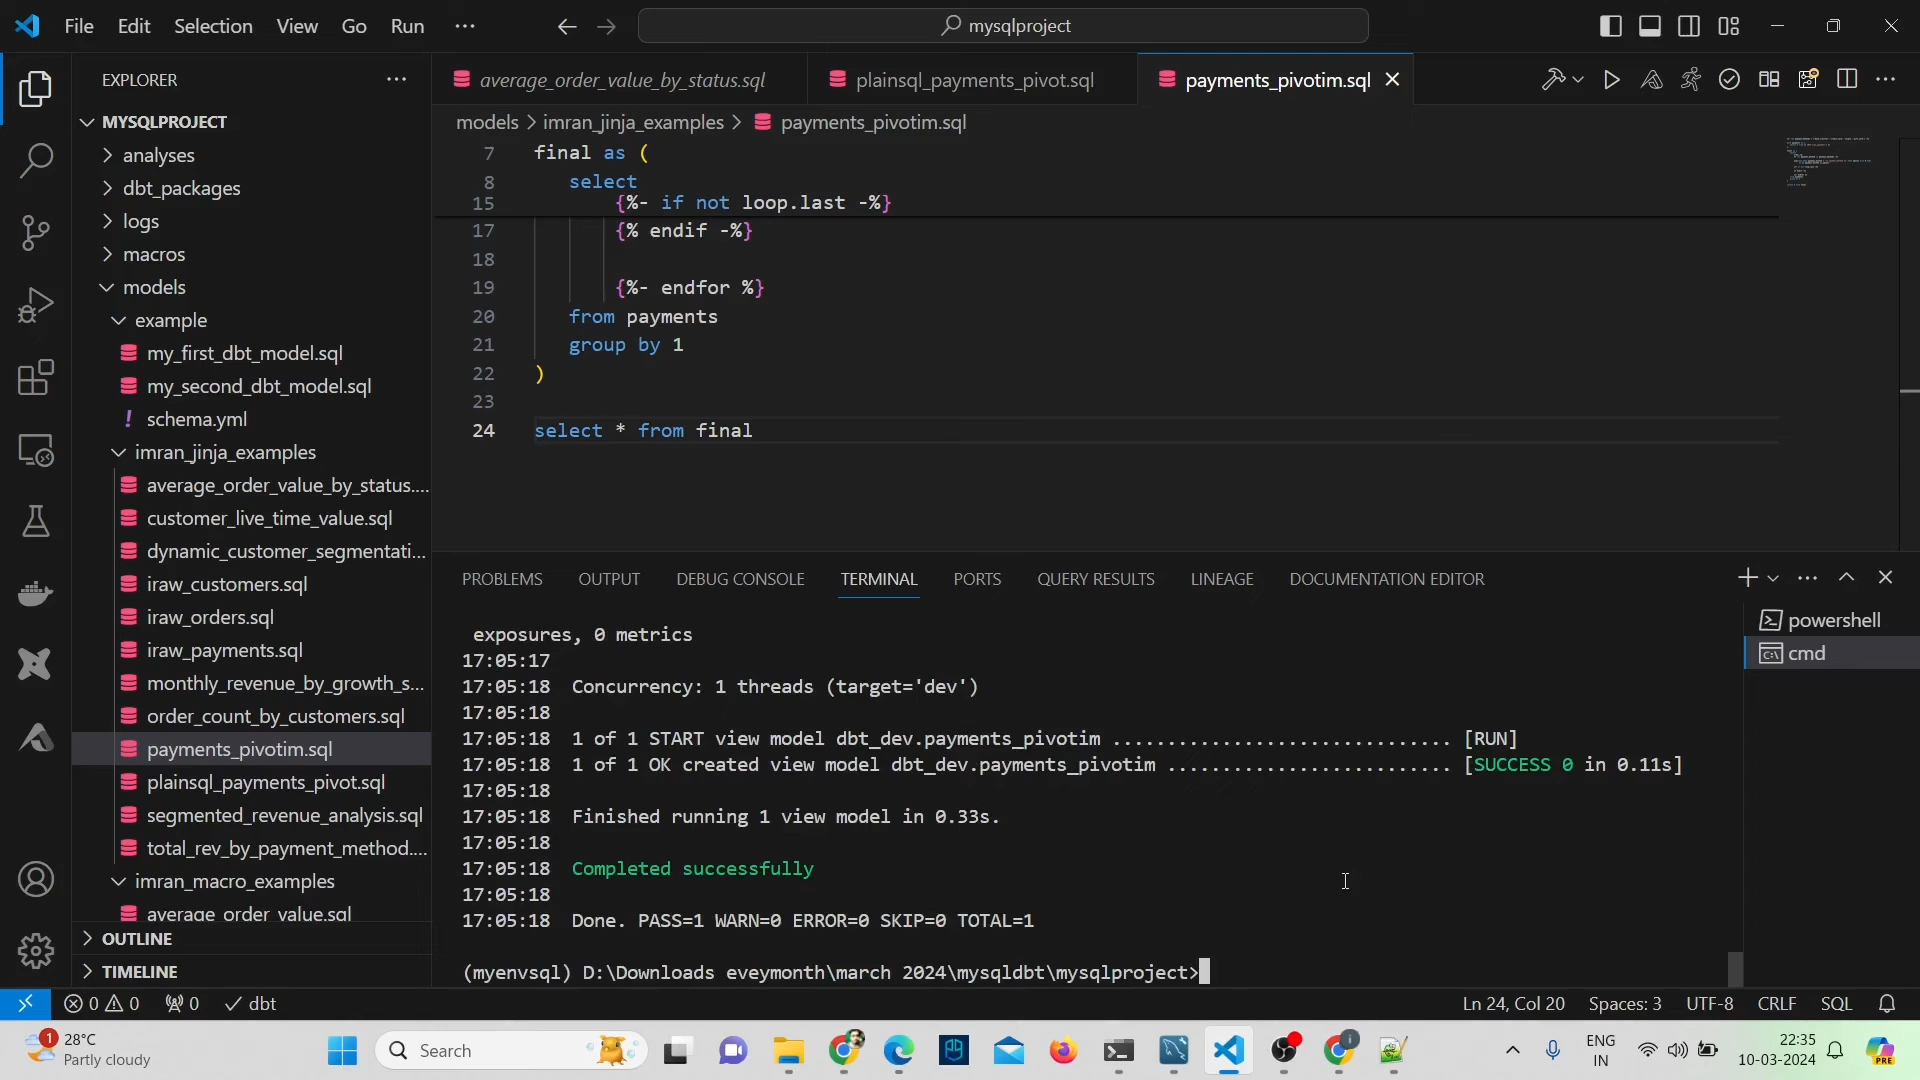 File Edit Selection View Go Run ···
mysqlproject
EXPLORER
MYSQLPROJECT
analyses
dbt_packages
logs
macros
models
example
my_first_dbt_model.sql
my_second_dbt_model.sql
! schema.yml
imran_jinja_examples
average_order_value_by_status....
customer_live_time_value.sql
dynamic_customer_segmentati...
iraw_customers.sql
iraw_orders.sql
iraw_payments.sql
monthly_revenue_by_growth_s...
order_count_by_customers.sql
payments_pivotim.sql
plainsql_payments_pivot.sql
segmented_revenue_analysis.sql
total_rev_by_payment_method....
imran_macro_examples
average_order_value.sql
OUTLINE
TIMELINE
average_order_value_by_status.sql plainsql_payments_pivot.sql payments_pivotim.sql
models > imran_jinja_examples > payments_pivotim.sql
7 final as (
8 select
15 {%- if not loop.last -%}
17 {% endif -%}
18
19 {%- endfor %}
20 from payments
21 group by 1
22 )
23
24 select * from final
PROBLEMS OUTPUT DEBUG CONSOLE TERMINAL PORTS QUERY RESULTS LINEAGE DOCUMENTATION EDITOR
powershell
cmd
exposures, 0 metrics
17:05:17
17:05:18 Concurrency: 1 threads (target='dev')
17:05:18
17:05:18 1 of 1 START view model dbt_dev.payments_pivotim ............................... [RUN]
17:05:18 1 of 1 OK created view model dbt_dev.payments_pivotim .......................... [SUCCESS 0 in 0.11s]
17:05:18
17:05:18 Finished running 1 view model in 0.33s.
17:05:18
17:05:18 Completed successfully
17:05:18
17:05:18 Done. PASS=1 WARN=0 ERROR=0 SKIP=0 TOTAL=1
(myenvsql) D:\Downloads eveymonth\march 2024\mysqldbt\mysqlproject>
0 0 0 dbt
Ln 24, Col 20 Spaces: 3 UTF-8 CRLF SQL
1 28°C
Partly cloudy
Search
ENG
IN
22:35
10-03-2024
PRE